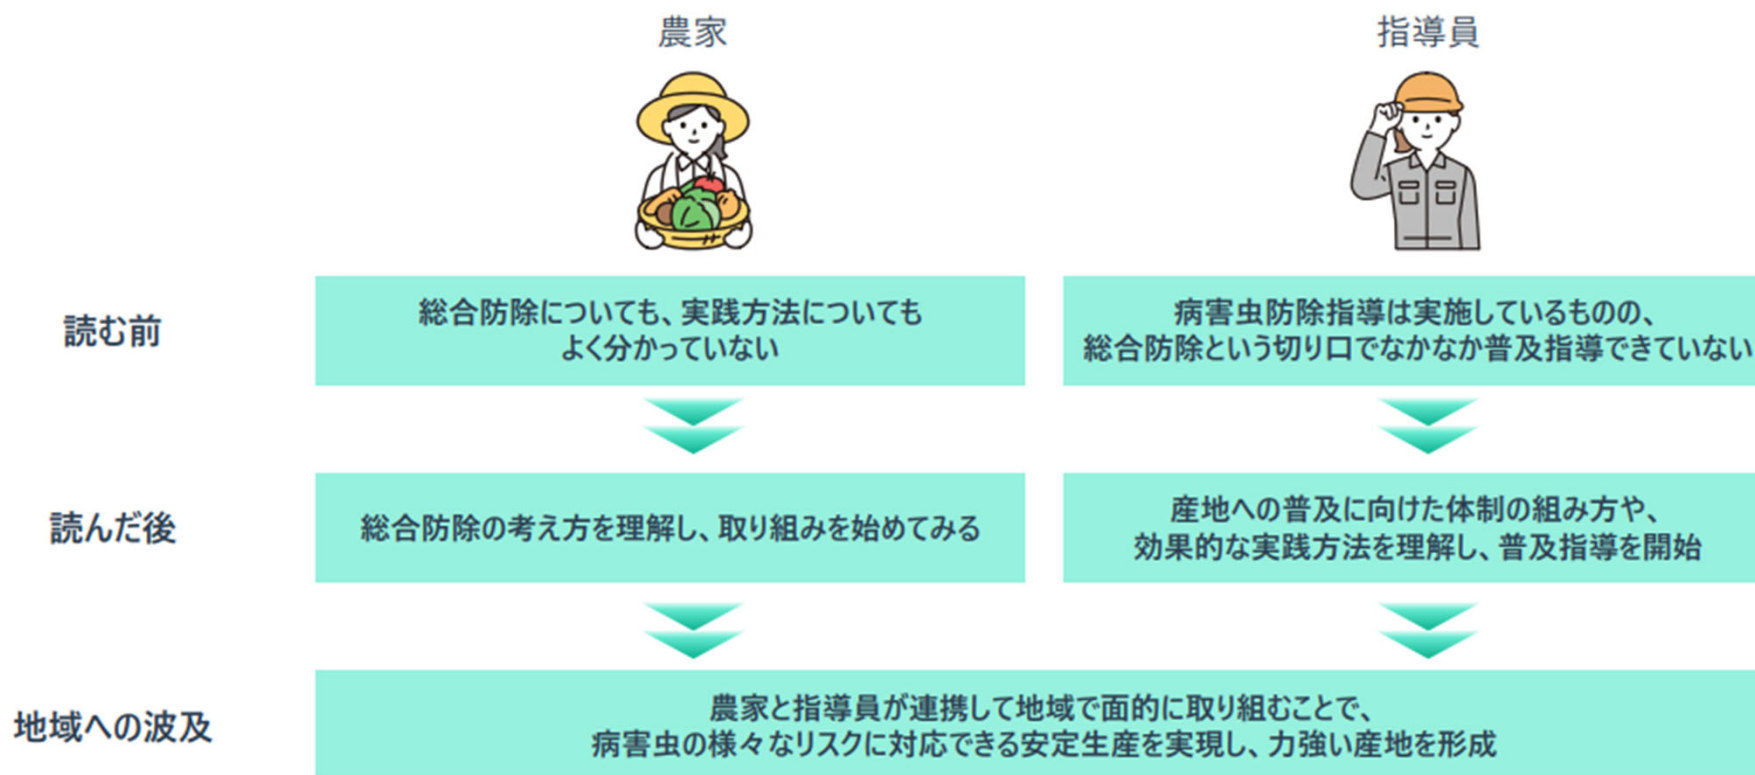 農家
指導員
読む前
総合防除についても、実践方法についても
よく分かっていない
病害虫防除指導は実施しているものの、
総合防除という切り口でなかなか普及指導できていない
読んだ後
総合防除の考え方を理解し、取り組みを始めてみる
産地への普及に向けた体制の組み方や、
効果的な実践方法を理解し、普及指導を開始
地域への波及
農家と指導員が連携して地域で面的に取り組むことで、
病害虫の様々なリスクに対応できる安定生産を実現し、力強い産地を形成